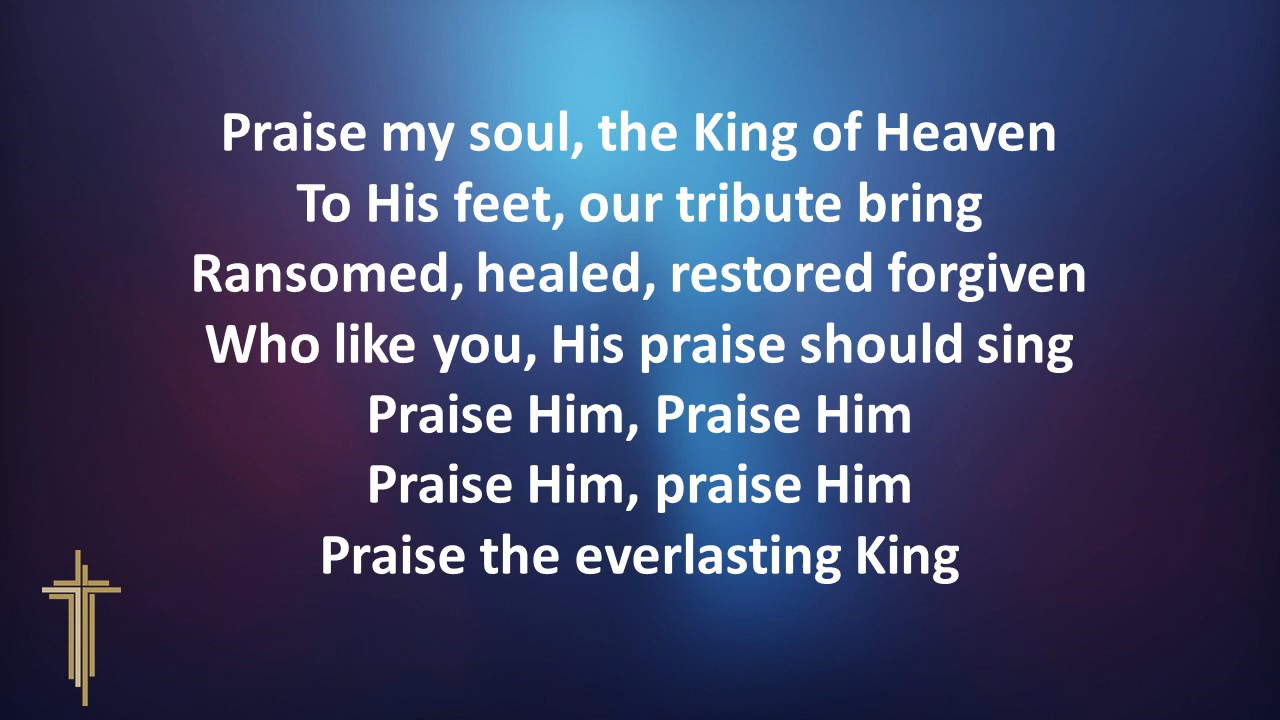 Praise my soul, the King of Heaven
To His feet, our tribute bring
Ransomed, healed, restored forgiven
Who like you, His praise should sing
Praise Him, Praise Him
Praise Him, praise Him
Praise the everlasting King